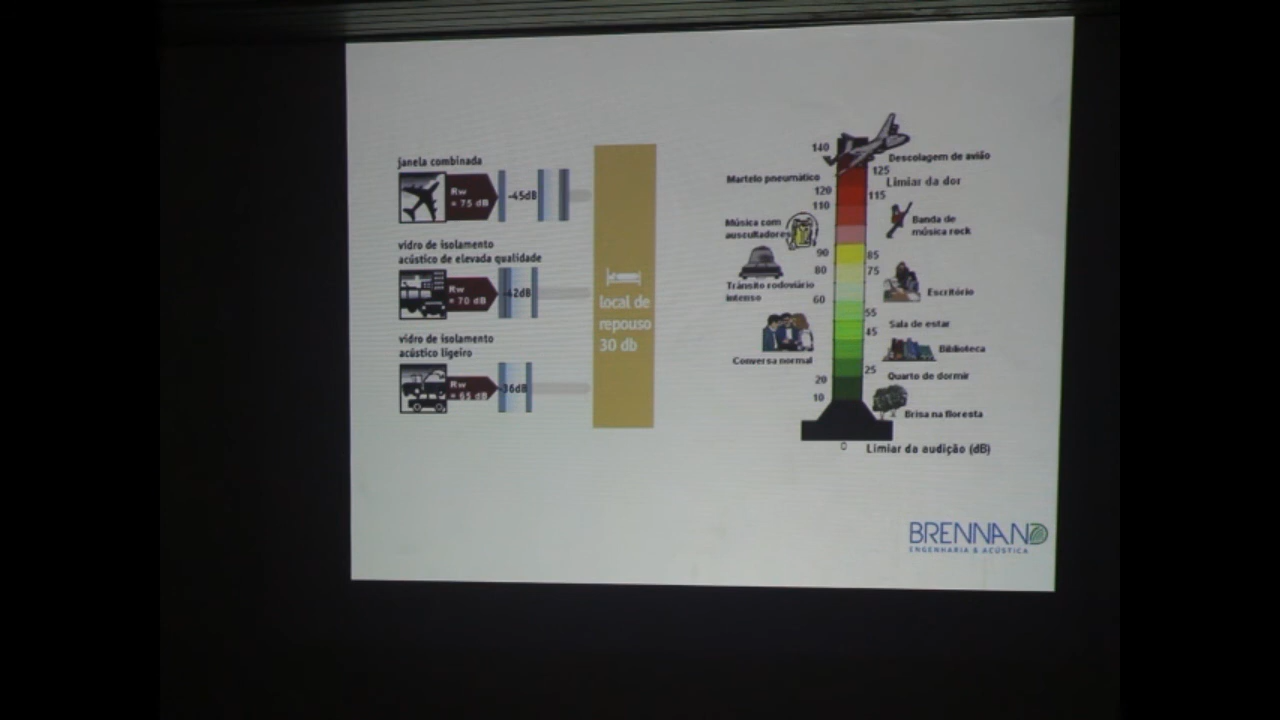 janela combinada
Rw
= 75 dB
-45dB
vidro de isolamento
acústico de elevada qualidade
Rw
= 70 dB
-42dB
vidro de isolamento
acústico ligeiro
Rw
= 65 dB
-36dB
local de
repouso
30 db
140
Descolagem de avião
125
Martelo pneumático
Limiar da dor
120
115
110
Música com
auscultadores
Banda de
música rock
90
85
80
75
Trânsito rodoviário
intenso
Escritório
60
55
Sala de estar
45
Biblioteca
Conversa normal
25
Quarto de dormir
20
10
Brisa na floresta
0
Limiar da audição (dB)
BRENNAND
ENGENHARIA & ACÚSTICA